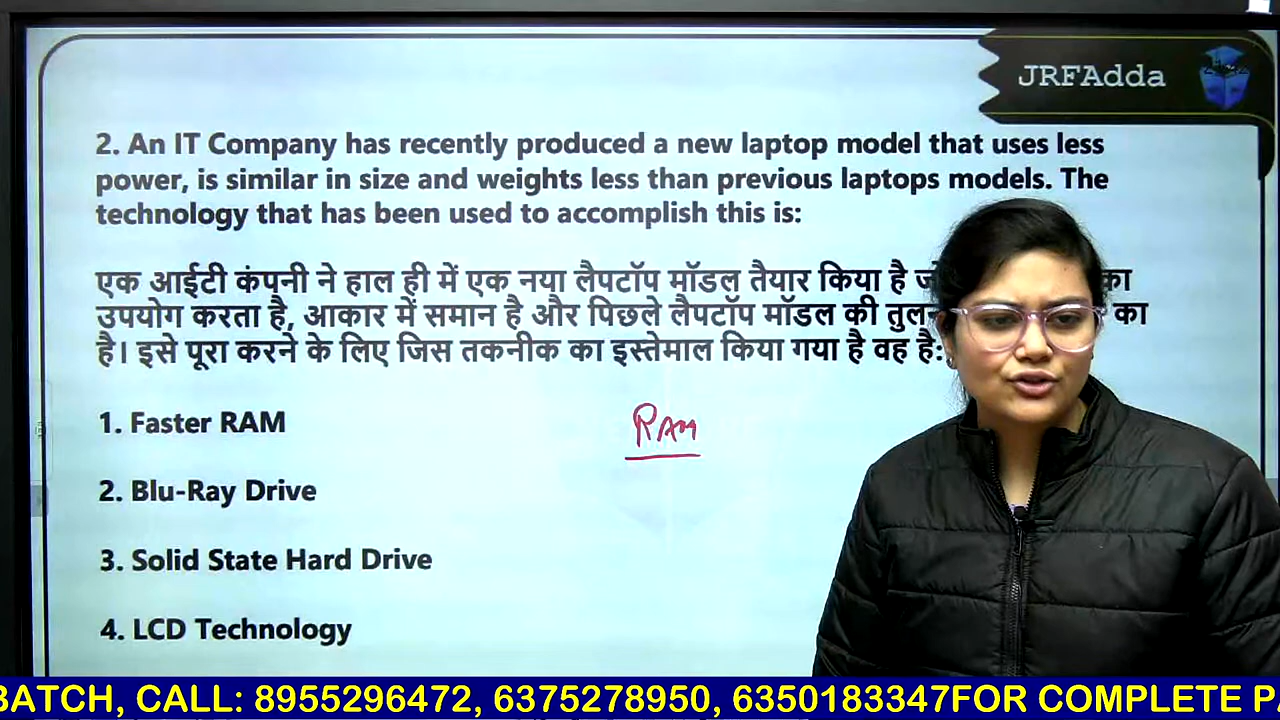 JRFAdda
2. An IT Company has recently produced a new laptop model that uses less
power, is similar in size and weights less than previous laptops models. The
technology that has been used to accomplish this is:
एक आईटी कंपनी ने हाल ही में एक नया लैपटॉप मॉडल तैयार किया है का
उपयोग करता है, आकार में समान है और पिछले लैपटॉप मॉडल की का
है। इसे पूरा करने के लिए जिस तकनीक का इस्तेमाल किया गया है वह है:
1. Faster RAM
RAM
2. Blu-Ray Drive
3. Solid State Hard Drive
4. LCD Technology
BATCH, CALL: 8955296472, 6375278950, 6350183347FOR COMPLETE